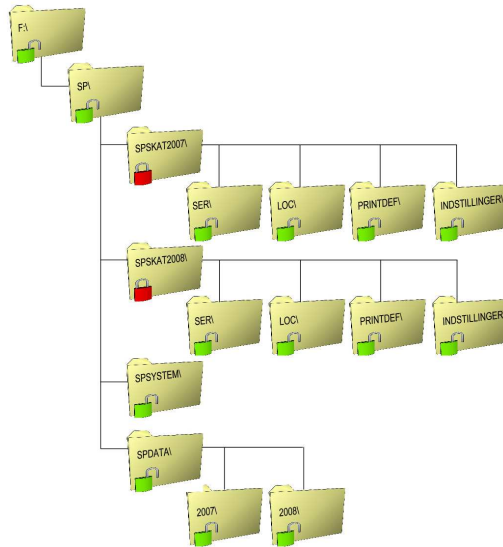 F:\
SP\
SPSKAT2007\
SER\ LOC\ PRINTDEF\ INDSTILLINGER\
SPSKAT2008\
SER\ LOC\ PRINTDEF\ INDSTILLINGER\
SPSYSTEM\
SPDATA\
2007\ 2008\